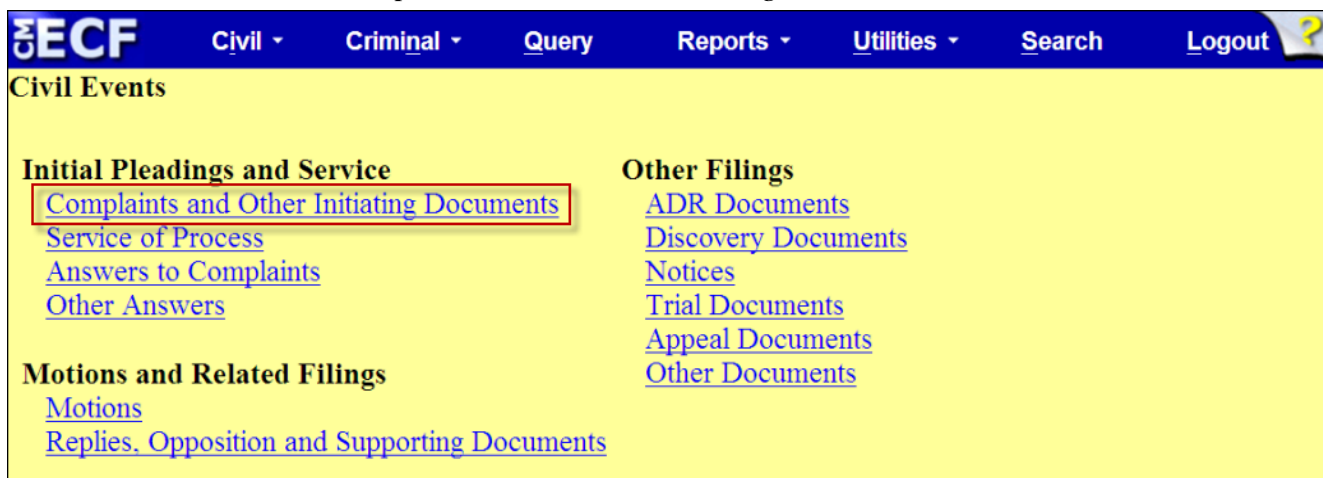 CM ECF Civil Criminal Query Reports Utilities Search Logout ?
Civil Events
Initial Pleadings and Service
Complaints and Other Initiating Documents
Service of Process
Answers to Complaints
Other Answers
Motions and Related Filings
Motions
Replies, Opposition and Supporting Documents
Other Filings
ADR Documents
Discovery Documents
Notices
Trial Documents
Appeal Documents
Other Documents